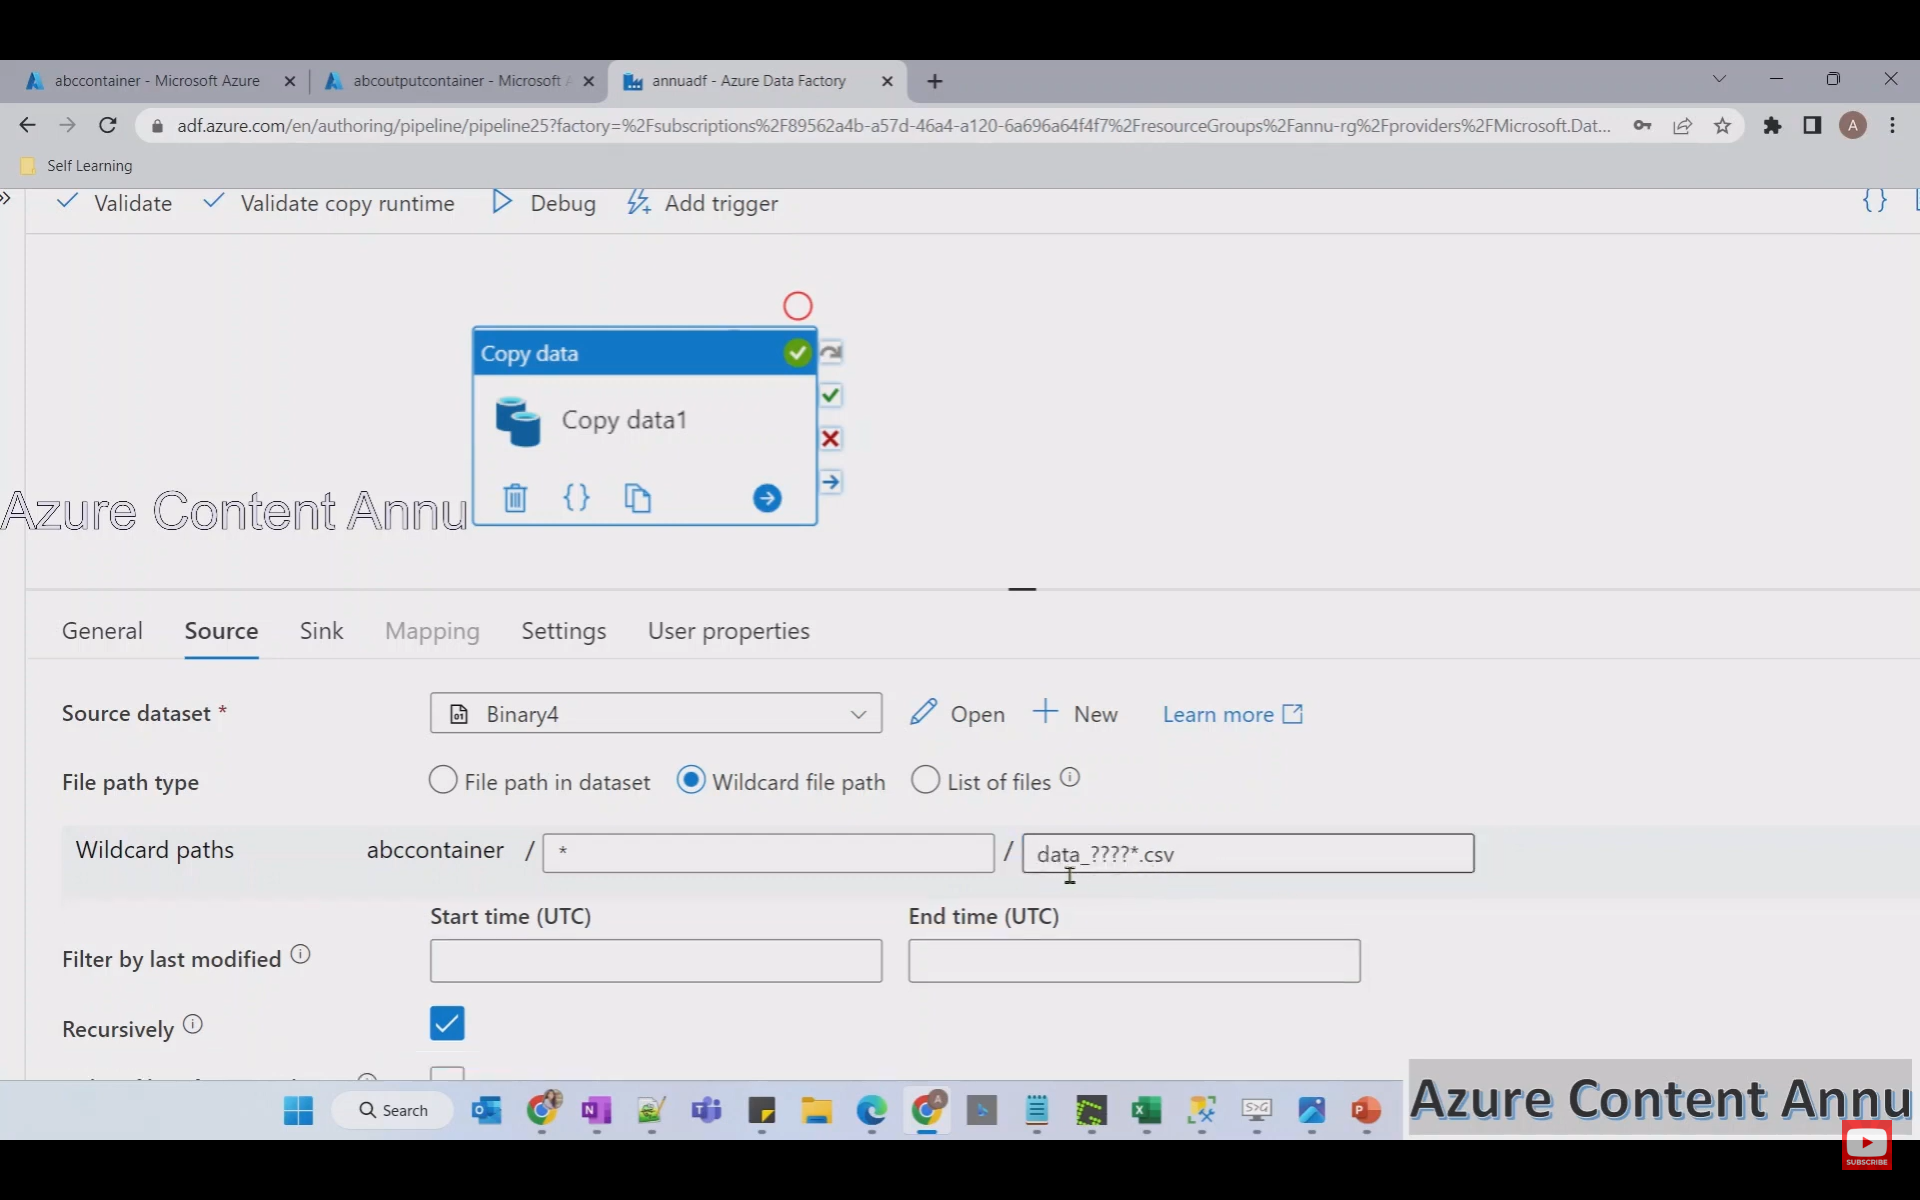 abccontainer - Microsoft Azure
abcoutputcontainer - Microsoft
annuadf - Azure Data Factory
adf.azure.com/en/authoring/pipeline/pipeline25?factory=%2Fsubscriptions%2F89562a4b-a57d-46a4-a120-6a696a64f4f7%2FresourceGroups%2Fannu-rg%2Fproviders%2FMicrosoft.Dat...
A
Self Learning
Validate
Validate copy runtime
Debug
Add trigger
Copy data
Copy data1
Azure Content Annu
General
Source
Sink
Mapping
Settings
User properties
Source dataset *
Binary4
Open
New
Learn more
File path type
File path in dataset
Wildcard file path
List of files
Wildcard paths
abccontainer / * / data_????*.csv
Start time (UTC)
End time (UTC)
Filter by last modified
Recursively
Search
Azure Content Annu
SUBSCRIBE